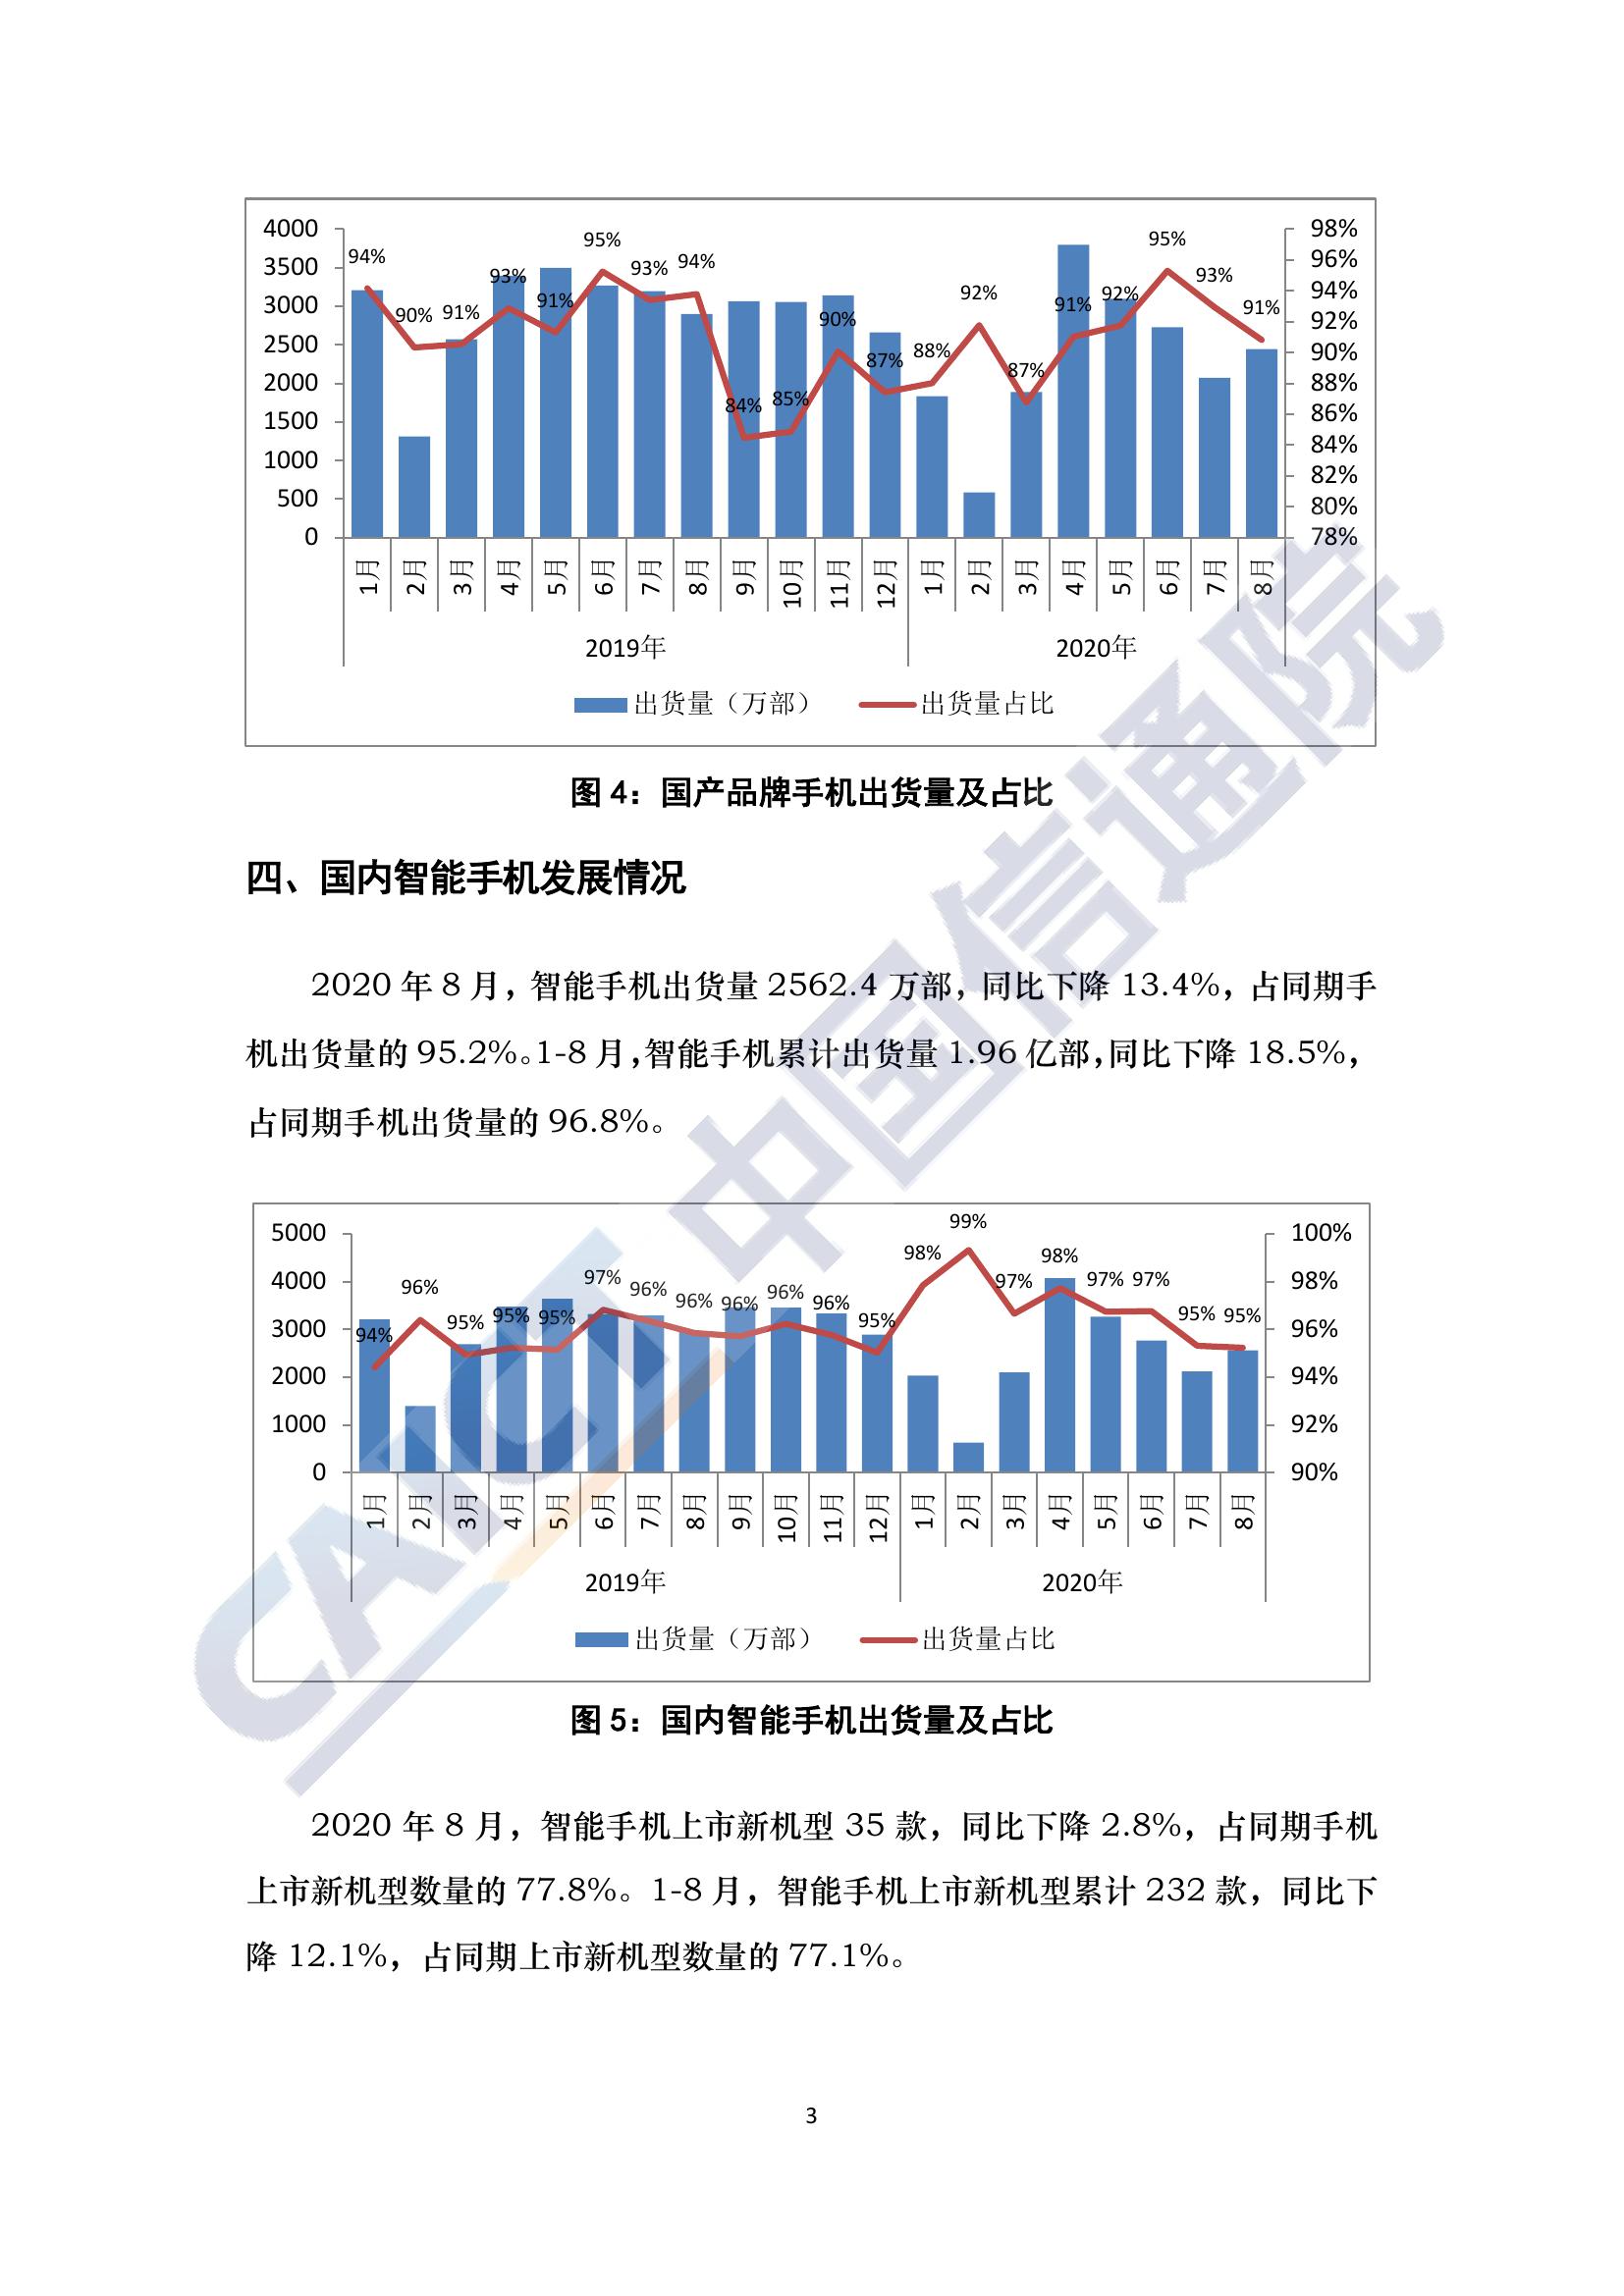 4000
3500
3000
2500
2000
1500
1000
500
0
98%
96%
94%
92%
90%
88%
86%
84%
82%
80%
78%
94% 90% 91% 93% 91% 95% 93% 94% 84% 85% 90% 87% 88% 92% 87% 91% 92% 95% 93% 91%
1月 2月 3月 4月 5月 6月 7月 8月 9月 10月 11月 12月 1月 2月 3月 4月 5月 6月 7月 8月
2019年 2020年
出货量（万部） 出货量占比
图 4：国产品牌手机出货量及占比
四、国内智能手机发展情况
2020 年 8 月，智能手机出货量 2562.4 万部，同比下降 13.4%，占同期手
机出货量的 95.2%。1-8 月，智能手机累计出货量 1.96 亿部，同比下降 18.5%，
占同期手机出货量的 96.8%。
5000
4000
3000
2000
1000
0
100%
98%
96%
94%
92%
90%
94% 96% 95% 95% 95% 97% 96% 96% 96% 96% 96% 95% 98% 99% 97% 98% 97% 97% 95% 95%
1月 2月 3月 4月 5月 6月 7月 8月 9月 10月 11月 12月 1月 2月 3月 4月 5月 6月 7月 8月
2019年 2020年
出货量（万部） 出货量占比
图 5：国内智能手机出货量及占比
2020 年 8 月，智能手机上市新机型 35 款，同比下降 2.8%，占同期手机
上市新机型数量的 77.8%。1-8 月，智能手机上市新机型累计 232 款，同比下
降 12.1%，占同期上市新机型数量的 77.1%。
3
CAICT 中国信通院